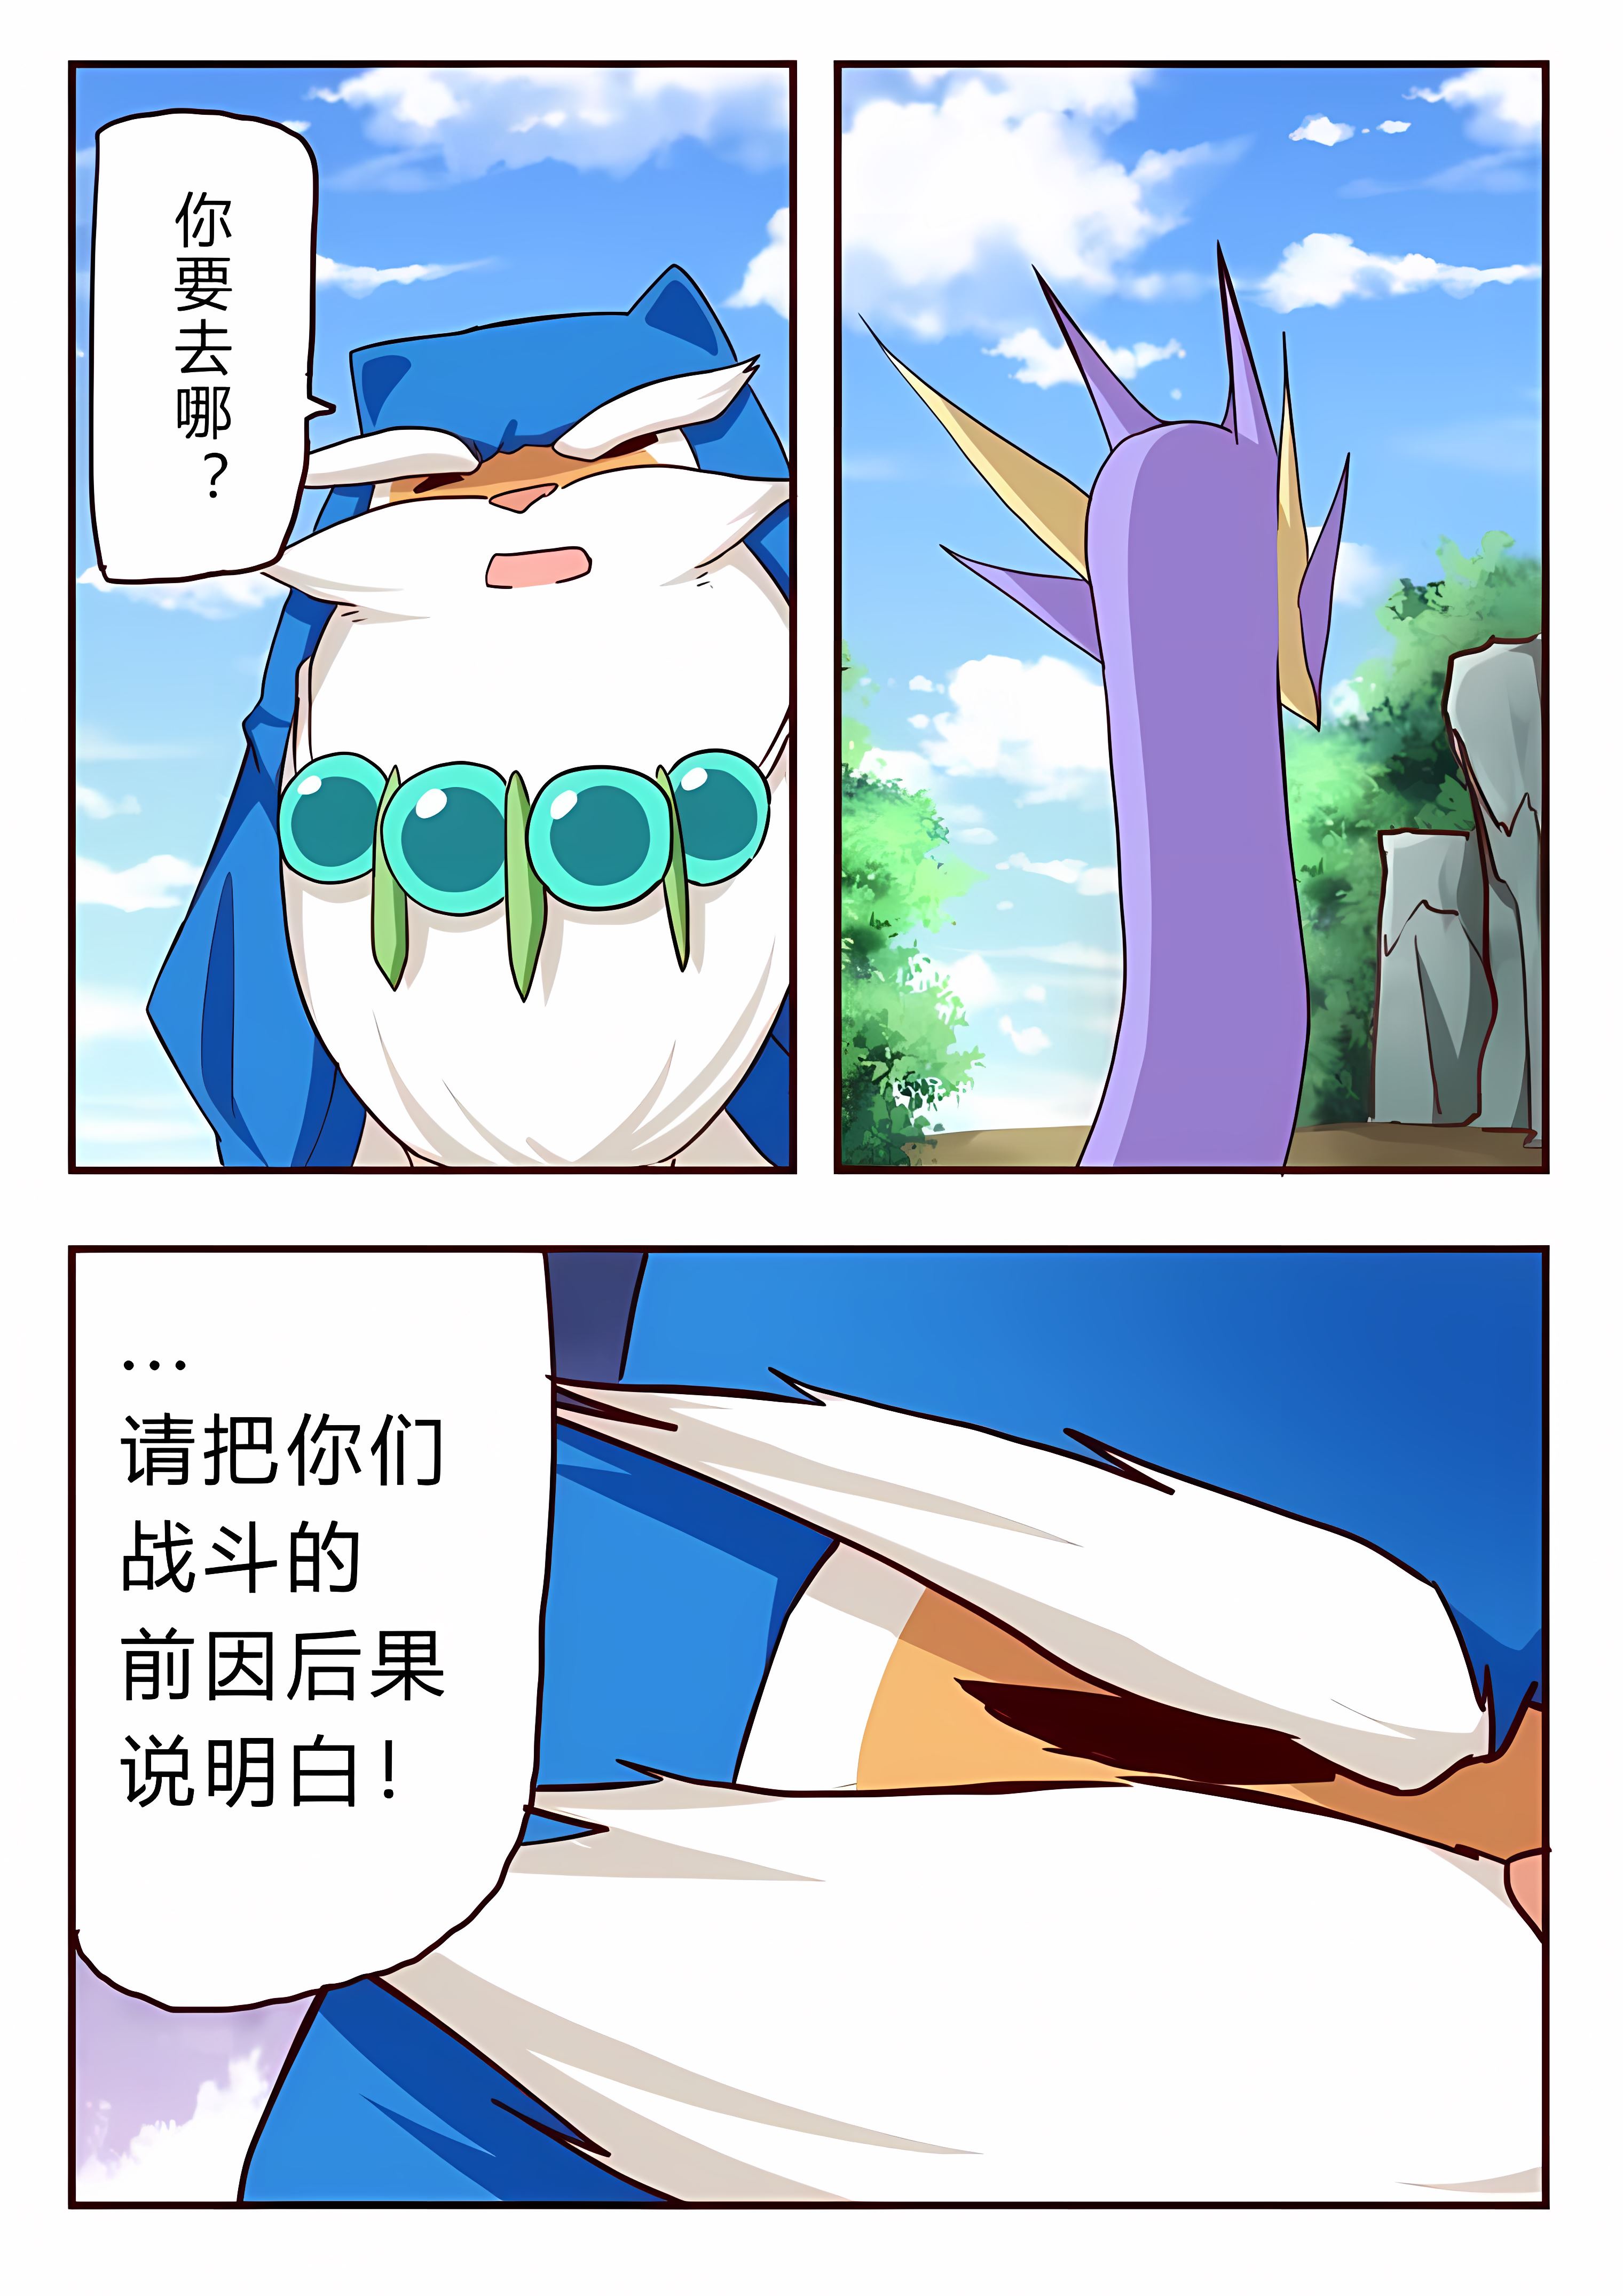 你要去哪？
…
请把你们
战斗的
前因后果
说明白！